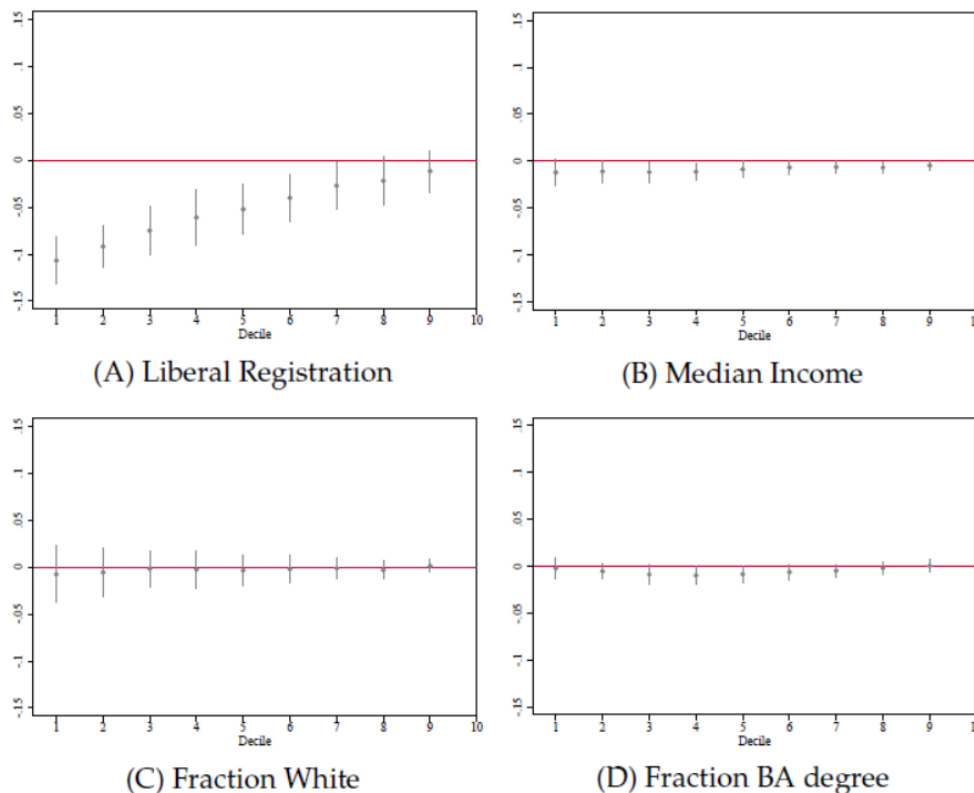 .15
.1
.05
0
-.05
-.1
-.15
1 2 3 4 5 6 7 8 9 10
Decile
(A) Liberal Registration
.15
.1
.05
0
-.05
-.1
-.15
1 2 3 4 5 6 7 8 9 1
Decile
(B) Median Income
.15
.1
.05
0
-.05
-.1
-.15
1 2 3 4 5 6 7 8 9 10
Decile
(C) Fraction White
.15
.1
.05
0
-.05
-.1
-.15
1 2 3 4 5 6 7 8 9 1
Decile
(D) Fraction BA degree